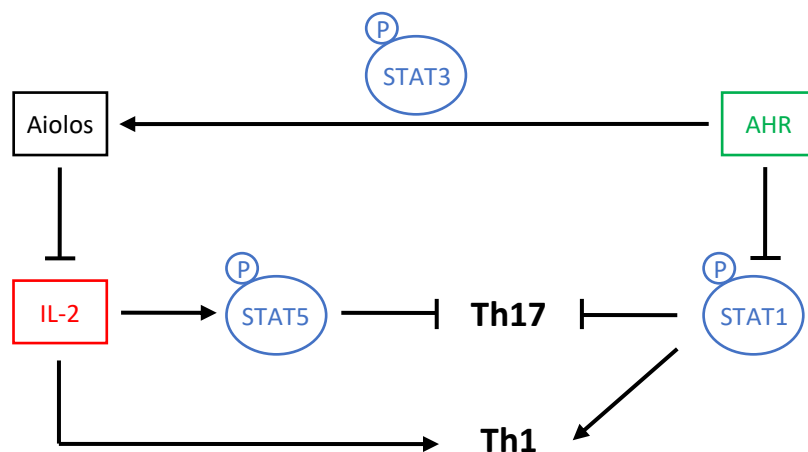 P
STAT3
Aiolos
AHR
P
P
IL-2
STAT5
Th17
STAT1
Th1